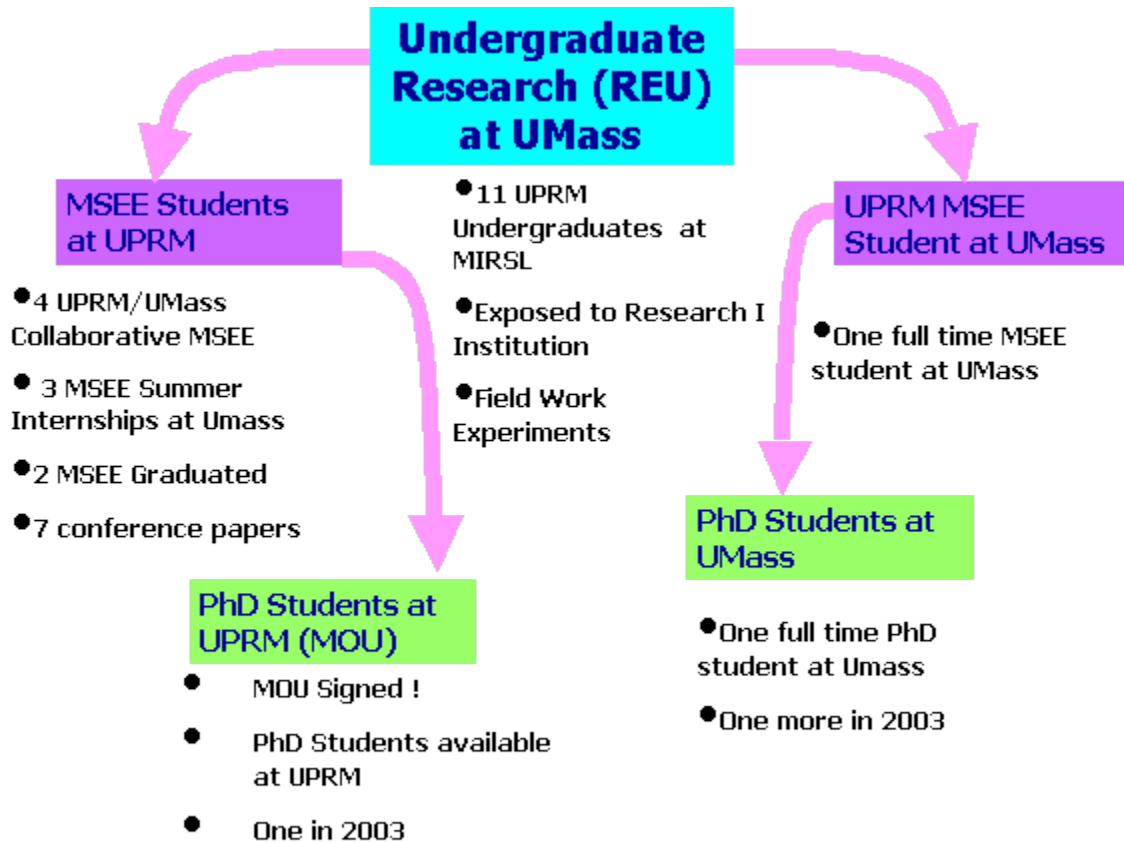 Undergraduate
Research (REU)
at UMass
MSEE Students
at UPRM
●4 UPRM/UMass
Collaborative MSEE
● 3 MSEE Summer
Internships at Umass
●2 MSEE Graduated
●7 conference papers
●11 UPRM
Undergraduates at
MIRSL
●Exposed to Research I
Institution
●Field Work
Experiments
UPRM MSEE
Student at UMass
●One full time MSEE
student at UMass
PhD Students at
UPRM (MOU)
● MOU Signed !
● PhD Students available
at UPRM
● One in 2003
PhD Students at
UMass
●One full time PhD
student at Umass
●One more in 2003